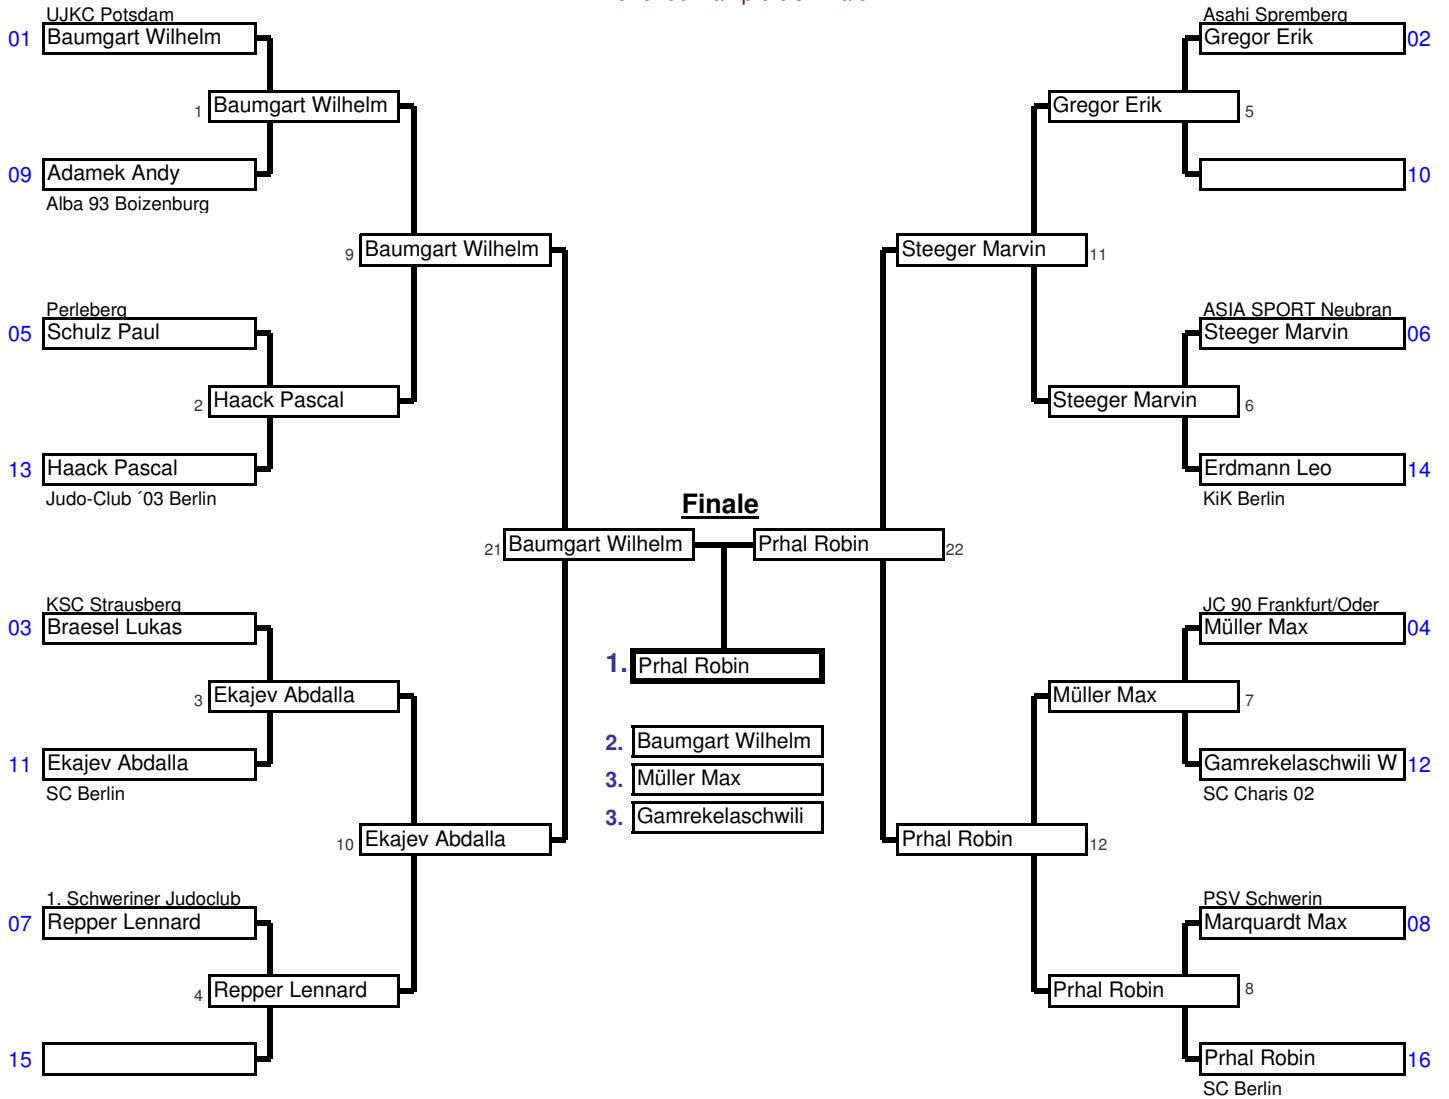 UJKC Potsdam
01 Baumgart Wilhelm
1 Baumgart Wilhelm
09 Adamek Andy
Alba 93 Boizenburg
9 Baumgart Wilhelm
Perleberg
05 Schulz Paul
2 Haack Pascal
13 Haack Pascal
Judo-Club ´03 Berlin
21 Baumgart Wilhelm
KSC Strausberg
03 Braesel Lukas
3 Ekajev Abdalla
11 Ekajev Abdalla
SC Berlin
10 Ekajev Abdalla
1. Schweriner Judoclub
07 Repper Lennard
4 Repper Lennard
15
Finale
1. Prhal Robin
2. Baumgart Wilhelm
3. Müller Max
3. Gamrekelaschwili
Asahi Spremberg
Gregor Erik 02
Gregor Erik 5
10
Steeger Marvin 11
ASIA SPORT Neubran
Steeger Marvin 06
Steeger Marvin 6
Erdmann Leo 14
KiK Berlin
Prhal Robin 22
JC 90 Frankfurt/Oder
Müller Max 04
Müller Max 7
Gamrekelaschwili W 12
SC Charis 02
Prhal Robin 12
PSV Schwerin
Marquardt Max 08
Prhal Robin 8
Prhal Robin 16
SC Berlin